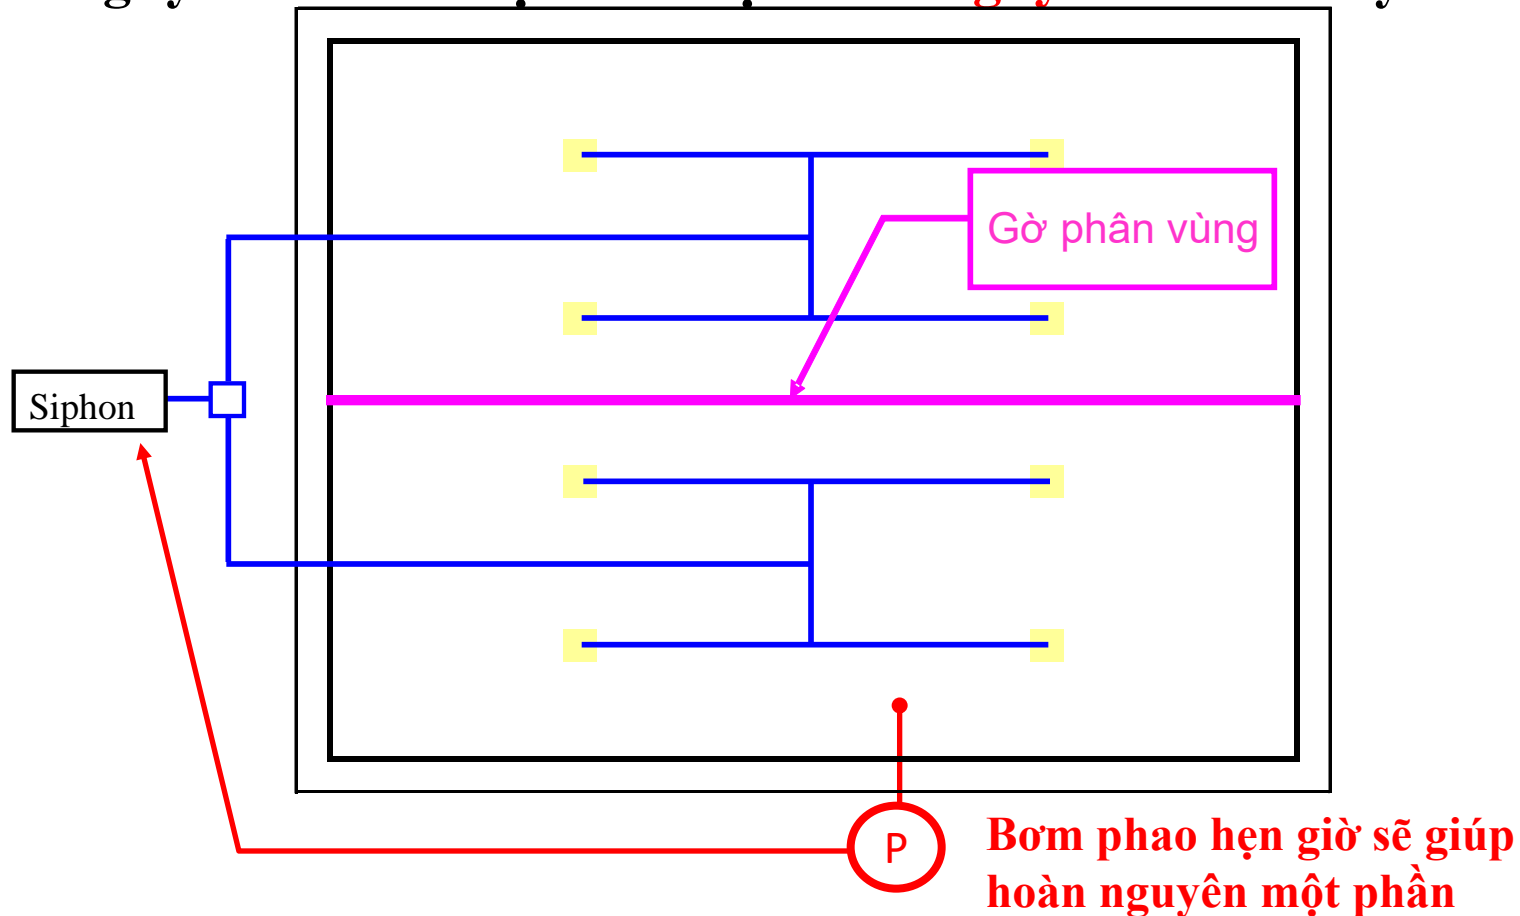 Gờ phân vùng
Siphon
P
Bơm phao hẹn giờ sẽ giúp
hoàn nguyên một phần